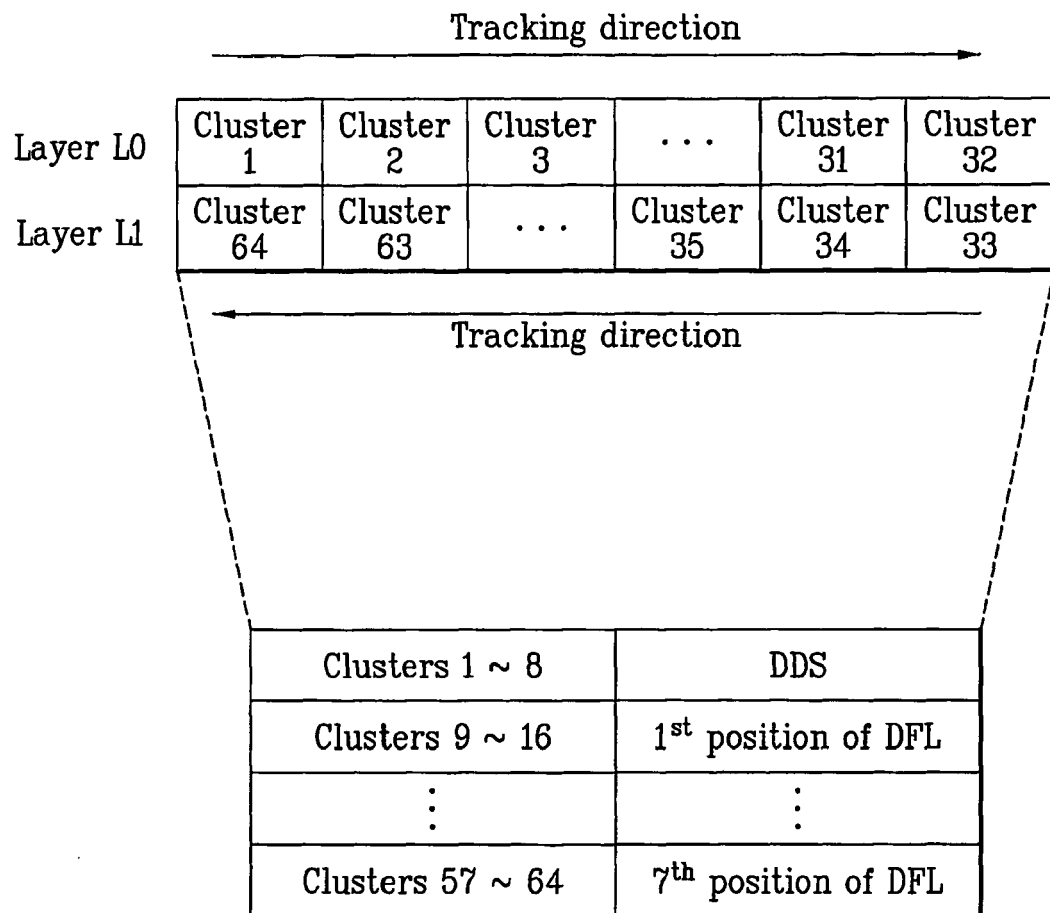 Tracking direction
Layer L0
Cluster 1
Cluster 2
Cluster 3
...
Cluster 31
Cluster 32
Layer L1
Cluster 64
Cluster 63
...
Cluster 35
Cluster 34
Cluster 33
Tracking direction
Clusters 1 ~ 8
DDS
Clusters 9 ~ 16
1st position of DFL
⋮
⋮
Clusters 57 ~ 64
7th position of DFL